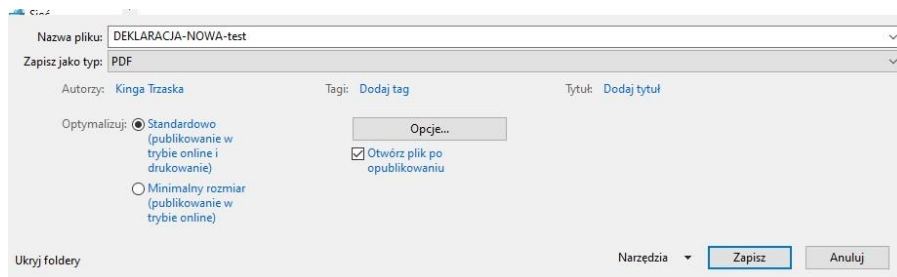 Sieć
Nazwa pliku: DEKLARACJA-NOWA-test
Zapisz jako typ: PDF
Autorzy: Kinga Trzaska Tagi: Dodaj tag Tytuł: Dodaj tytuł
Optymalizuj: Standardowo
(publikowanie w
trybie online i
drukowanie)
Minimalny rozmiar
(publikowanie w
trybie online)
Opcje...
Otwórz plik po
opublikowaniu
Ukryj foldery
Narzędzia Zapisz Anuluj